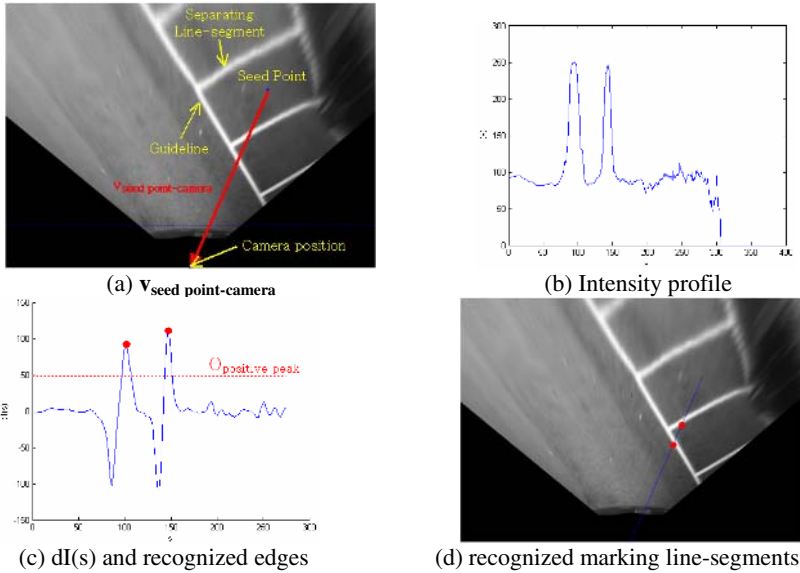 Separating
Line-segment
Seed Point
Guideline
vseed point-camera
Camera position
(a) vseed point-camera
300
250
200
150
100
50
0
0 50 100 150 200 250 300 350 400
(b) Intensity profile
150
100
50
0
-50
-100
-150
positive peak
0 50 100 150 200 250 300
s
(c) dI(s) and recognized edges
(d) recognized marking line-segments